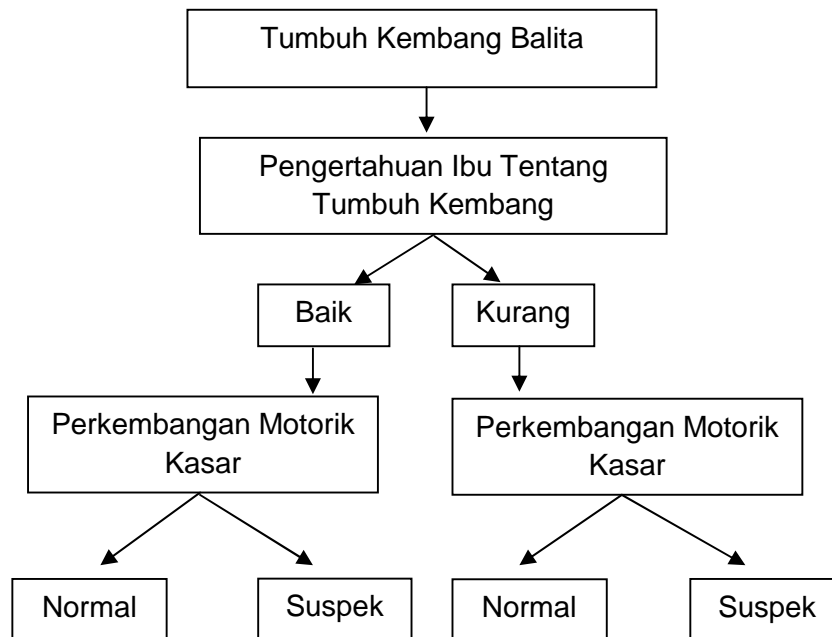 Tumbuh Kembang Balita
Pengertahuan Ibu Tentang
Tumbuh Kembang
Baik
Kurang
Perkembangan Motorik
Kasar
Perkembangan Motorik
Kasar
Normal
Suspek
Normal
Suspek